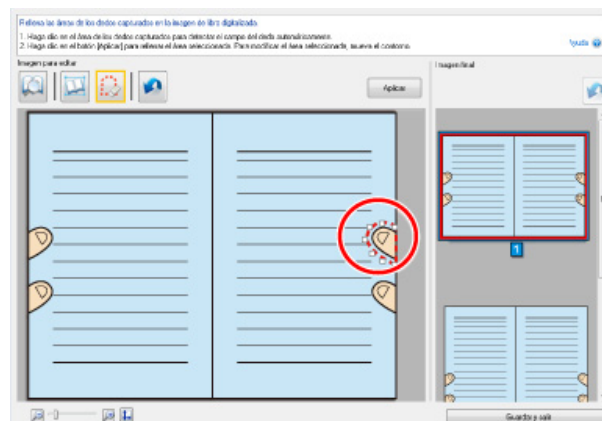 Rellena las áreas de los dedos capturados en la imagen de libro digitalizada.
1. Haga clic en el área de los dedos capturados para detectar el campo del dedo automáticamente.
2. Haga clic en el botón [Aplicar] para rellenar el área seleccionada. Para modificar el área seleccionada, mueva el contorno.
Ayuda
Imagen para editar
Imagen final
Aplicar
1
Guardar y salir